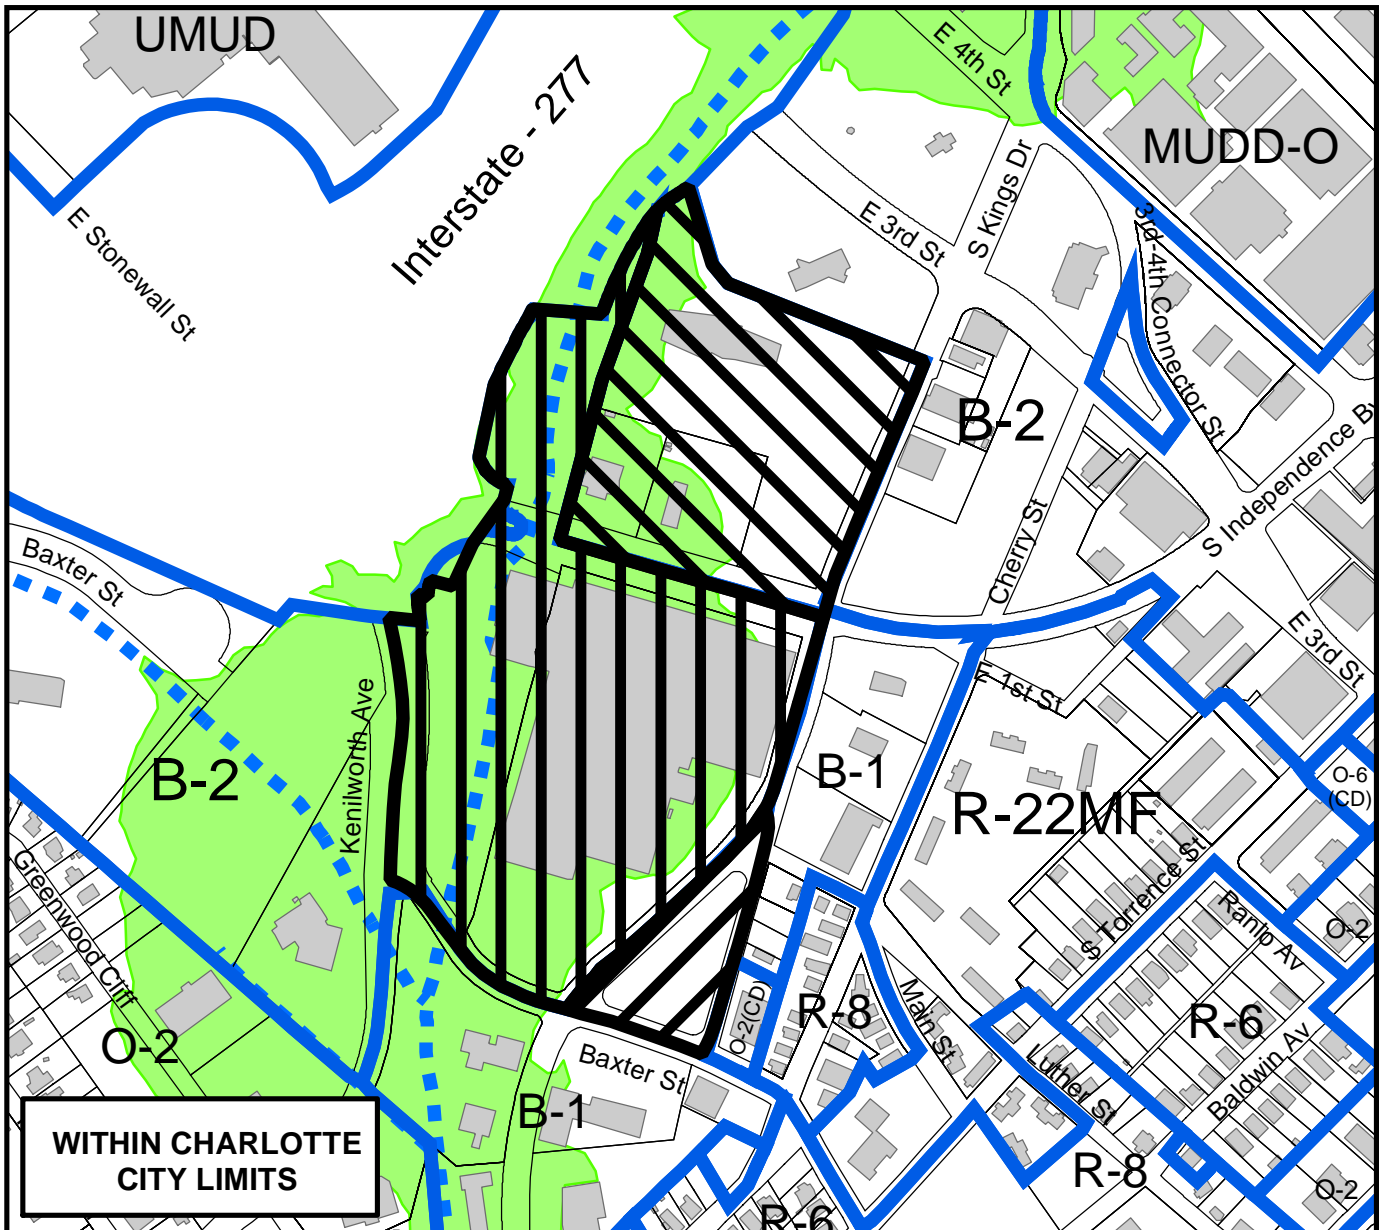 UMUD
E 4th St
MUDD-O
Interstate - 277
S Kings Dr
E 3rd St
3rd-4th Connector St
E Stonewall St
B-2
S Independence Bv
Cherry St
Baxter St
E 3rd St
E 1st St
Kenilworth Ave
B-2
B-1
R-22MF
O-6
(CD)
Greenwood Cliff
S Torrence St
Ranlo Av
O-2
O-2(CD)
R-8
Main St
R-6
O-2
Baxter St
Luther St
Baldwin Av
B-1
R-8
O-2
R-6
WITHIN CHARLOTTE
CITY LIMITS